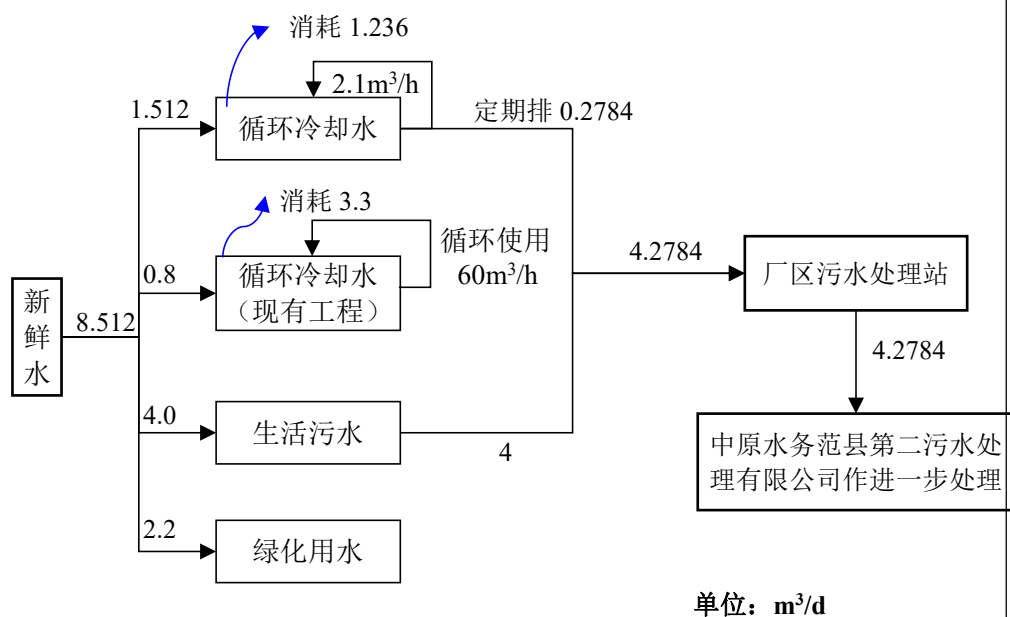 消耗 1.236
2.1m³/h
1.512
循环冷却水
定期排 0.2784
消耗 3.3
循环使用
60m³/h
0.8
循环冷却水
（现有工程）
4.2784
厂区污水处理站
新
鲜
水
8.512
4.2784
4.0
生活污水
4
中原水务范县第二污水处
理有限公司作进一步处理
2.2
绿化用水
单位：m³/d